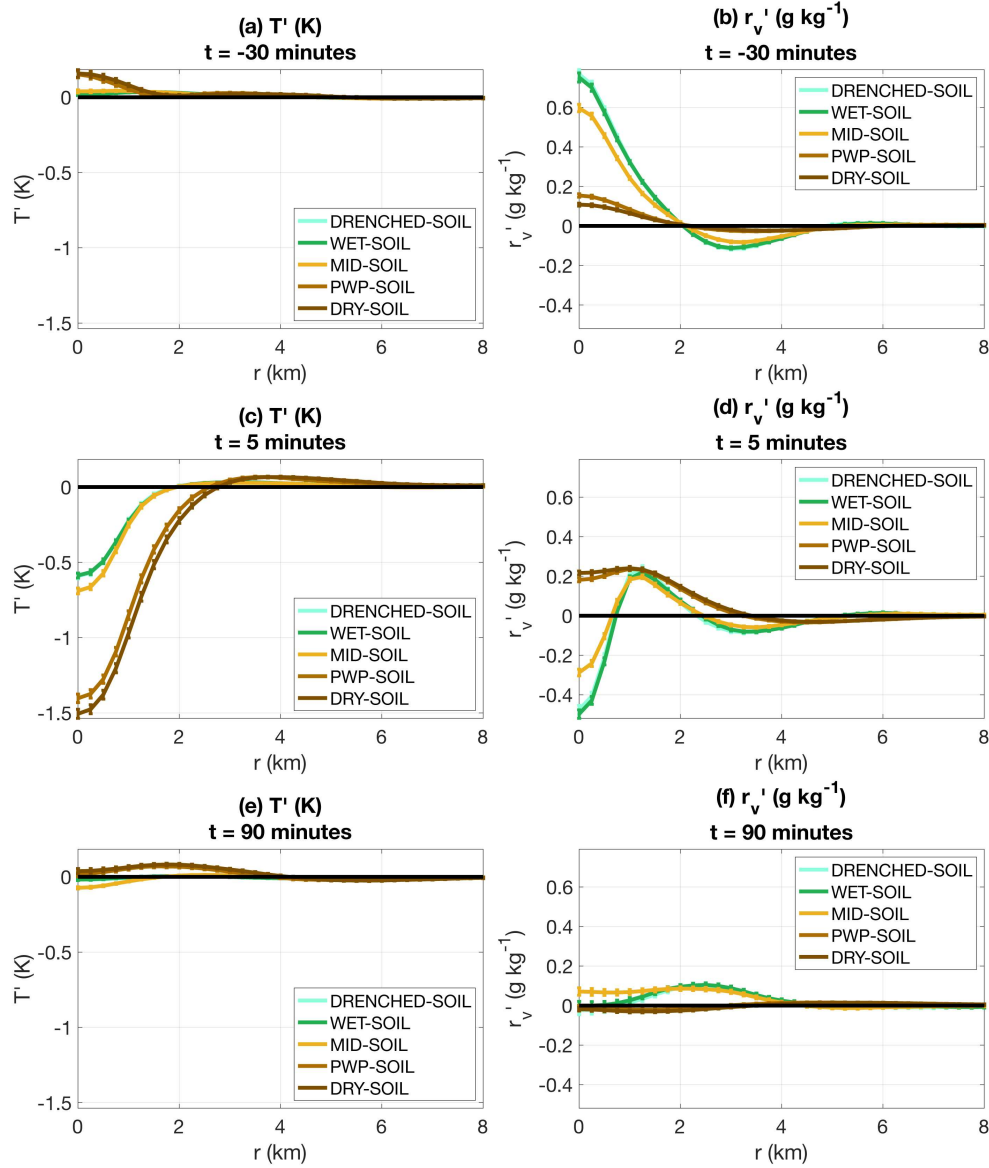 (a) T' (K)
t = -30 minutes
T' (K)
0
-0.5
-1
-1.5
DRENCHED-SOIL
WET-SOIL
MID-SOIL
PWP-SOIL
DRY-SOIL
0 2 4 6 8
r (km)
(b) r_v' (g kg^-1)
t = -30 minutes
r_v' (g kg^-1)
0.6
0.4
0.2
0
-0.2
-0.4
DRENCHED-SOIL
WET-SOIL
MID-SOIL
PWP-SOIL
DRY-SOIL
0 2 4 6 8
r (km)
(c) T' (K)
t = 5 minutes
T' (K)
0
-0.5
-1
-1.5
DRENCHED-SOIL
WET-SOIL
MID-SOIL
PWP-SOIL
DRY-SOIL
0 2 4 6 8
r (km)
(d) r_v' (g kg^-1)
t = 5 minutes
r_v' (g kg^-1)
0.6
0.4
0.2
0
-0.2
-0.4
DRENCHED-SOIL
WET-SOIL
MID-SOIL
PWP-SOIL
DRY-SOIL
0 2 4 6 8
r (km)
(e) T' (K)
t = 90 minutes
T' (K)
0
-0.5
-1
-1.5
DRENCHED-SOIL
WET-SOIL
MID-SOIL
PWP-SOIL
DRY-SOIL
0 2 4 6 8
r (km)
(f) r_v' (g kg^-1)
t = 90 minutes
r_v' (g kg^-1)
0.6
0.4
0.2
0
-0.2
-0.4
DRENCHED-SOIL
WET-SOIL
MID-SOIL
PWP-SOIL
DRY-SOIL
0 2 4 6 8
r (km)